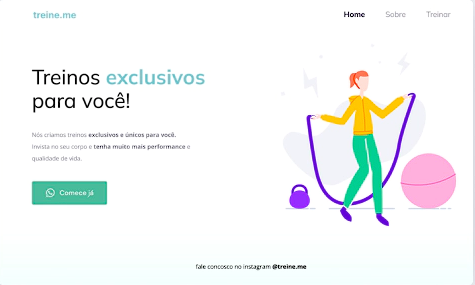 treine.me
Home Sobre Treinar
Treinos exclusivos
para você!
Nós criamos treinos exclusivos e únicos para você.
Invista no seu corpo e tenha muito mais performance e
qualidade de vida.
Comece já
fale conosco no instagram @treine.me